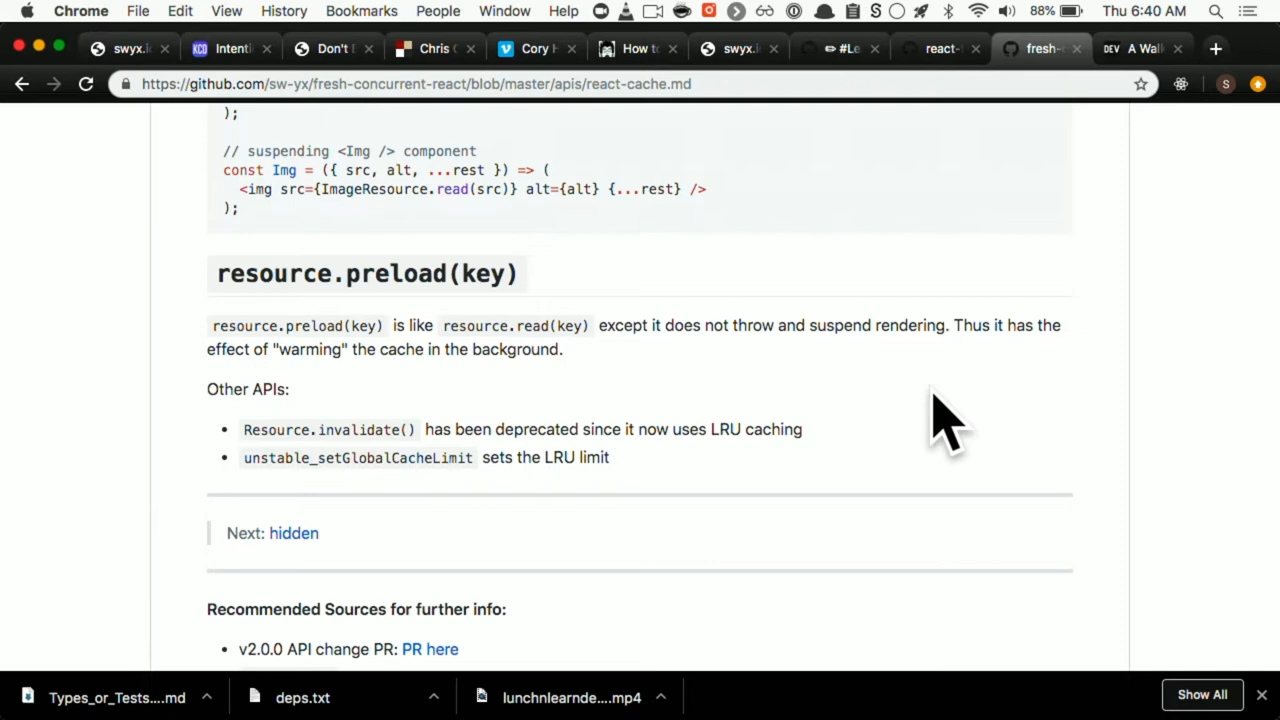 Chrome File Edit View History Bookmarks People Window Help 88% Thu 6:40 AM
swyx.i Intenti Don't E Chris C Cory H How to swyx.i #Le react- fresh- DEV A Wal
https://github.com/sw-yx/fresh-concurrent-react/blob/master/apis/react-cache.md
);
// suspending <Img /> component
const Img = ({ src, alt, ...rest }) => (
<img src={ImageResource.read(src)} alt={alt} {...rest} />
);
resource.preload(key)
resource.preload(key) is like resource.read(key) except it does not throw and suspend rendering. Thus it has the
effect of "warming" the cache in the background.
Other APIs:
• Resource.invalidate() has been deprecated since it now uses LRU caching
• unstable_setGlobalCacheLimit sets the LRU limit
Next: hidden
Recommended Sources for further info:
• v2.0.0 API change PR: PR here
Types_or_Tests....md deps.txt lunchnlearnde....mp4 Show All